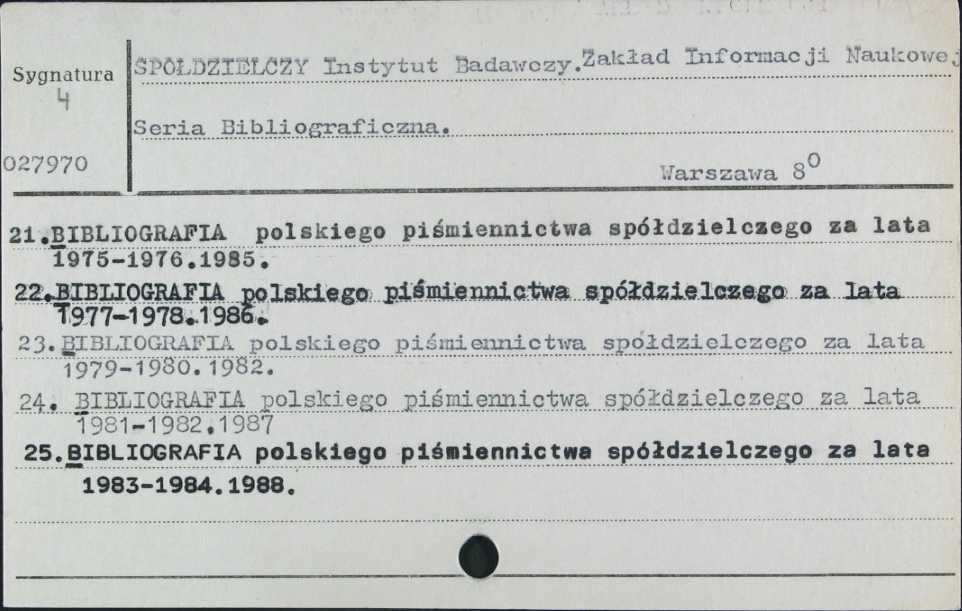 Sygnatura
4
027970
SPÓŁDZIELCZY Instytut Badawczy.Zakład Informacji Naukowej
Seria Bibliograficzna.
Warszawa 8⁰
21.BIBLIOGRAFIA polskiego piśmiennictwa spółdzielczego za lata
1975-1976.1985.
22.BIBLIOGRAFIA polskiego piśmiennictwa spółdzielczego za lata
1977-1978.1986.
23.BIBLIOGRAFIA polskiego piśmiennictwa spółdzielczego za lata
1979-1980.1982.
24. BIBLIOGRAFIA polskiego piśmiennictwa spółdzielczego za lata
1981-1982.1987
25.BIBLIOGRAFIA polskiego piśmiennictwa spółdzielczego za lata
1983-1984.1988.